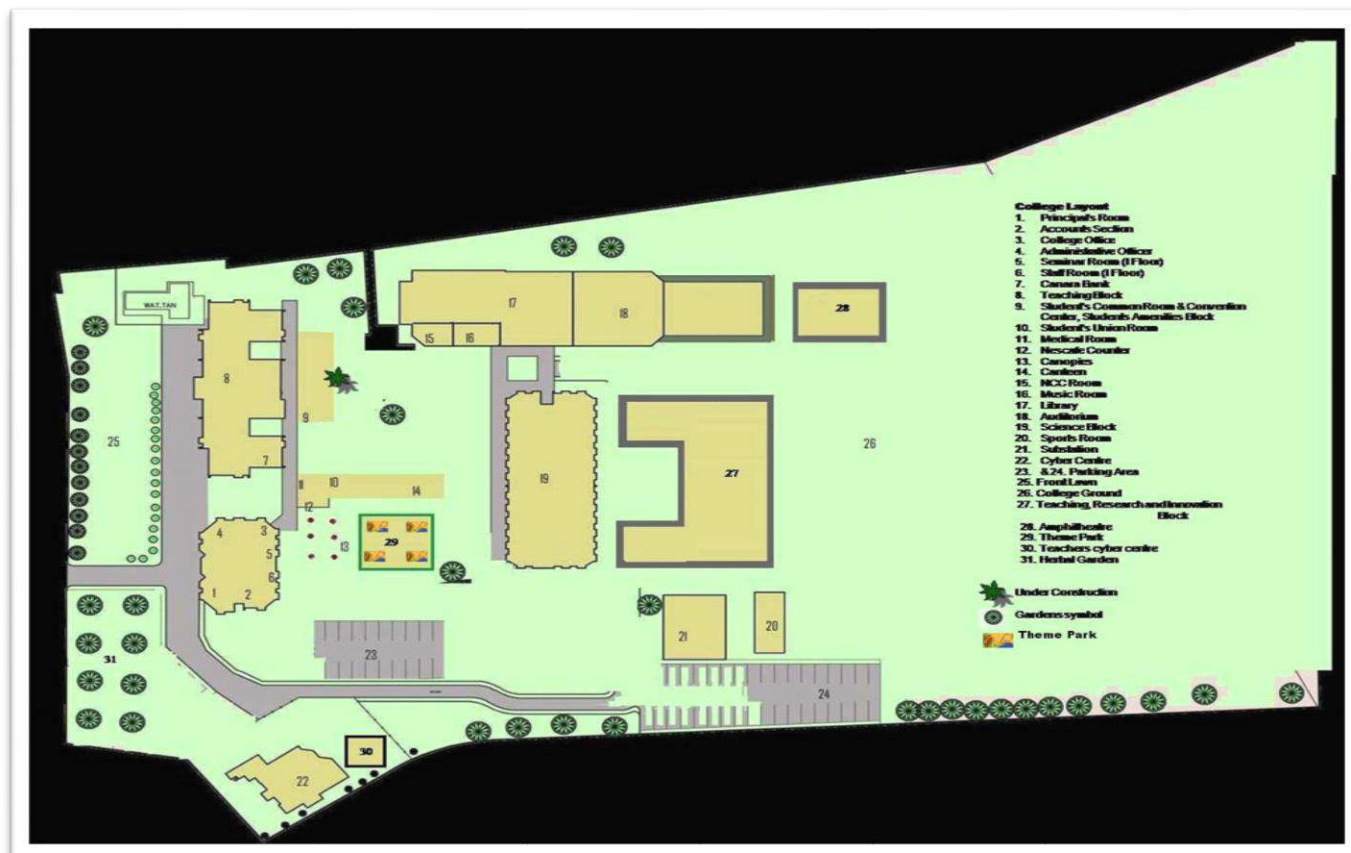 WAT.TAN
17
18
28
15
16
8
9
25
7
19
27
26
11
10
14
12
4
3
13
29
5
6
1
2
31
23
21
20
24
22
30
College Layout
1. Principal's Room
2. Accounts Section
3. College Office
4. Administrative Officer
5. Seminar Room (I Floor)
6. Staff Room (I Floor)
7. Canara Bank
8. Teaching Block
9. Student's Common Room & Convention
Center, Students Amenities Block
10. Student's Union Room
11. Medical Room
12. Nescafe Counter
13. Canopies
14. Canteen
15. NCC Room
16. Music Room
17. Library
18. Auditorium
19. Science Block
20. Sports Room
21. Substation
22. Cyber Centre
23. &24. Parking Area
25. Front Lawn
26. College Ground
27. Teaching, Research and Innovation
Block
28. Amphitheatre
29. Theme Park
30. Teachers cyber centre
31. Herbal Garden
Under Construction
Gardens symbol
Theme Park